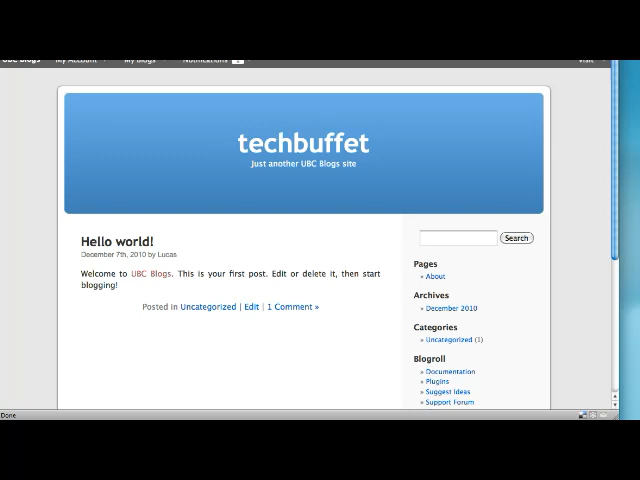 UBC Blogs My Account My Blogs Notifications Visit
techbuffet
Just another UBC Blogs site
Hello world!
December 7th, 2010 by Lucas
Welcome to UBC Blogs. This is your first post. Edit or delete it, then start
blogging!
Posted in Uncategorized | Edit | 1 Comment »
Search
Pages
» About
Archives
» December 2010
Categories
» Uncategorized (1)
Blogroll
» Documentation
» Plugins
» Suggest Ideas
» Support Forum
Done